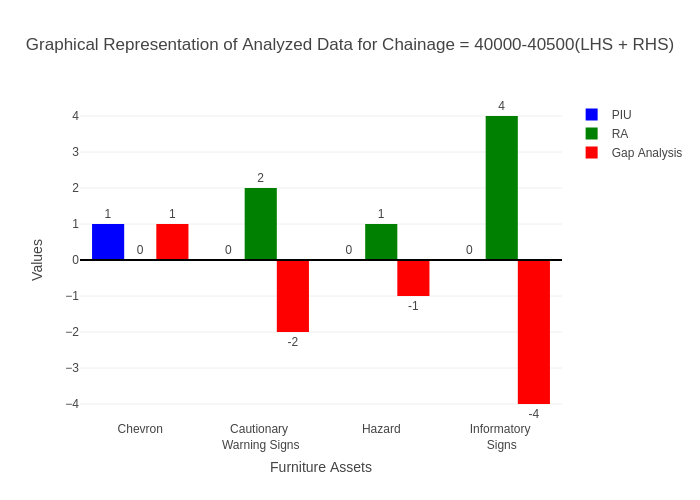 Graphical Representation of Analyzed Data for Chainage = 40000-40500(LHS + RHS)
PIU
RA
Gap Analysis
Values
4
3
2
1
0
−1
−2
−3
−4
1
0
1
0
2
-2
0
1
-1
0
4
-4
Chevron
Cautionary
Warning Signs
Hazard
Informatory
Signs
Furniture Assets